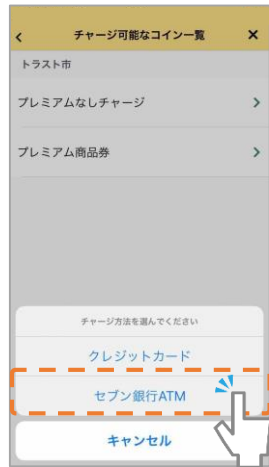 チャージ可能なコイン一覧
トラスト市
プレミアムなしチャージ
プレミアム商品券
チャージ方法を選んでください
クレジットカード
セブン銀行ATM
キャンセル